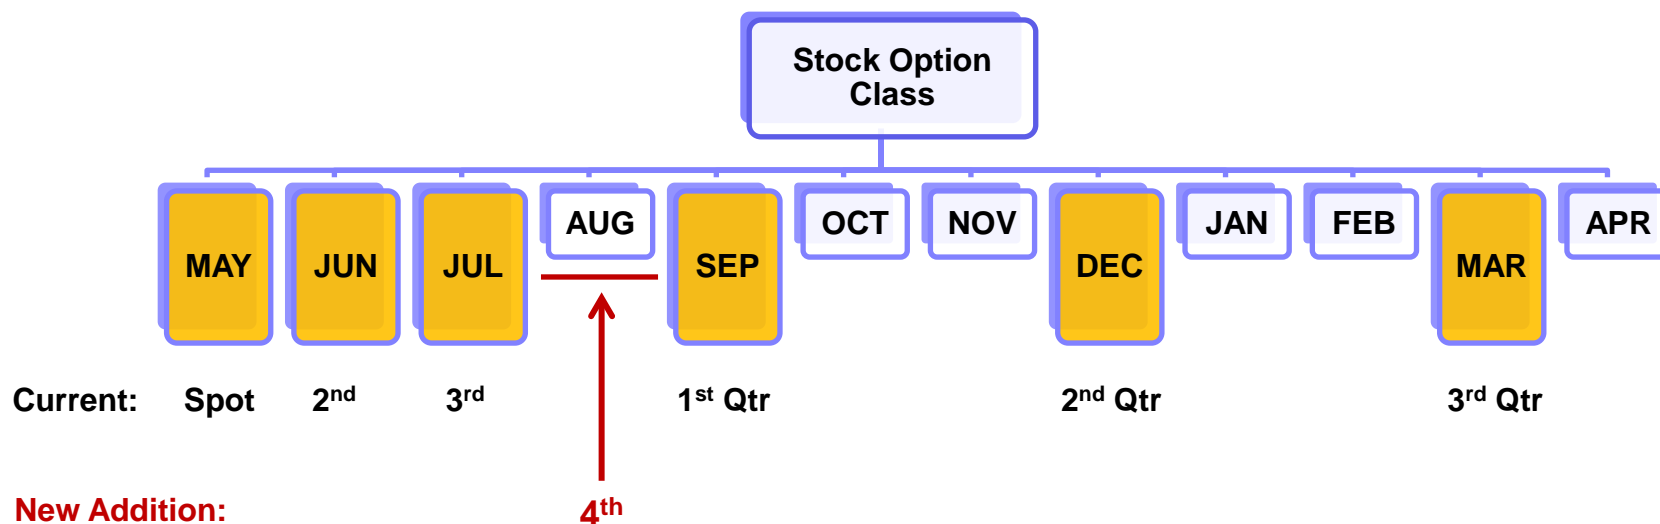 Stock Option
Class
MAY JUN JUL AUG SEP OCT NOV DEC JAN FEB MAR APR
Current: Spot 2nd 3rd 1st Qtr 2nd Qtr 3rd Qtr
New Addition: 4th